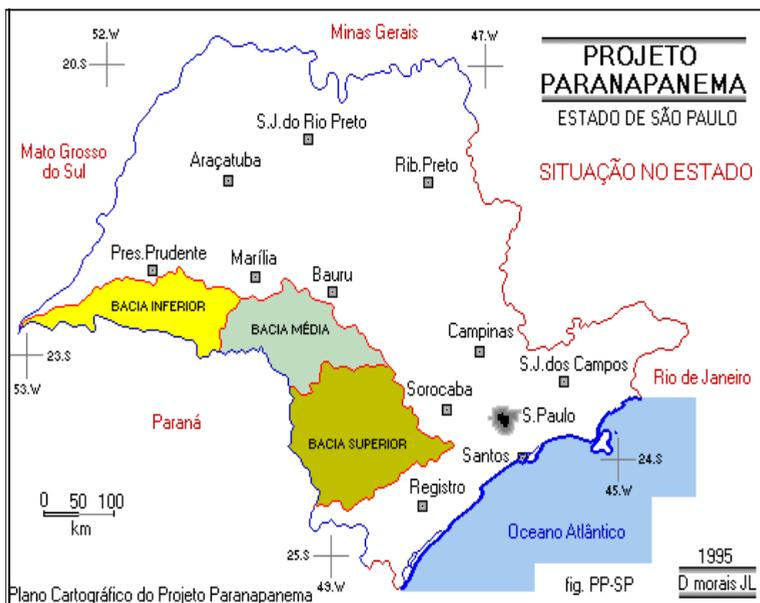 52.W
Minas Gerais
47.W
20.S
PROJETO
PARANAPANEMA
ESTADO DE SÃO PAULO
SITUAÇÃO NO ESTADO
Mato Grosso
do Sul
S.J.do Rio Preto
Araçatuba
Rib.Preto
Pres.Prudente
Marília
Bauru
BACIA INFERIOR
BACIA MÉDIA
Campinas
23.S
53.W
S.J.dos Campos
Rio de Janeiro
Sorocaba
S.Paulo
Paraná
BACIA SUPERIOR
Santos
24.S
45.W
Registro
0 50 100
km
Oceano Atlântico
25.S
49.W
1995
fig. PP-SP
D morais JL
Plano Cartográfico do Projeto Paranapanema